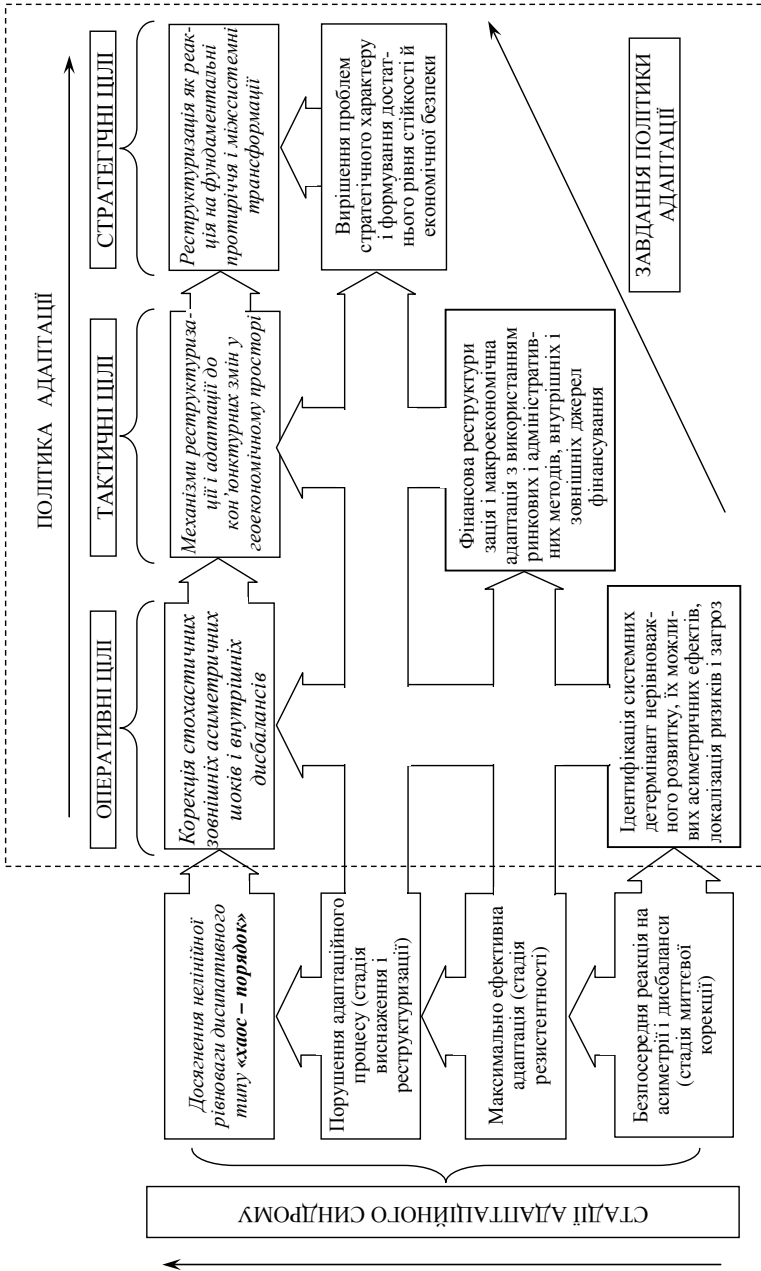 ПОЛІТИКА АДАПТАЦІЇ
ОПЕРАТИВНІ ЦІЛІ
ТАКТИЧНІ ЦІЛІ
СТРАТЕГІЧНІ ЦІЛІ
Досягнення нелінійної
рівноваги дисипативного
типу «хаос – порядок»
Корекція стохастичних
зовнішніх асиметричних
шоків і внутрішніх
дисбалансів
Механізми реструктуриза-
ції і адаптації до
кон’юнктурних змін у
геоекономічному просторі
Реструктуризація як реак-
ція на фундаментальні
протиріччя і міжсистемні
трансформації
Порушення адаптаційного
процесу (стадія
виснаження і
реструктуризації)
Вирішення проблем
стратегічного характеру
і формування достат-
нього рівня стійкості й
економічної безпеки
Максимально ефективна
адаптація (стадія
резистентності)
Фінансова реструктури
зація і макроекономічна
адаптація з використанням
ринкових і адміністратив-
них методів, внутрішніх і
зовнішніх джерел
фінансування
Безпосередня реакція на
асиметрії і дисбаланси
(стадія миттєвої
корекції)
Ідентифікація системних
детермінант нерівноваж-
ного розвитку, їх можли-
вих асиметричних ефектів,
локалізація ризиків і загроз
ЗАВДАННЯ ПОЛІТИКИ
АДАПТАЦІЇ
СТАДІЇ АДАПТАЦІЙНОГО СИНДРОМУ